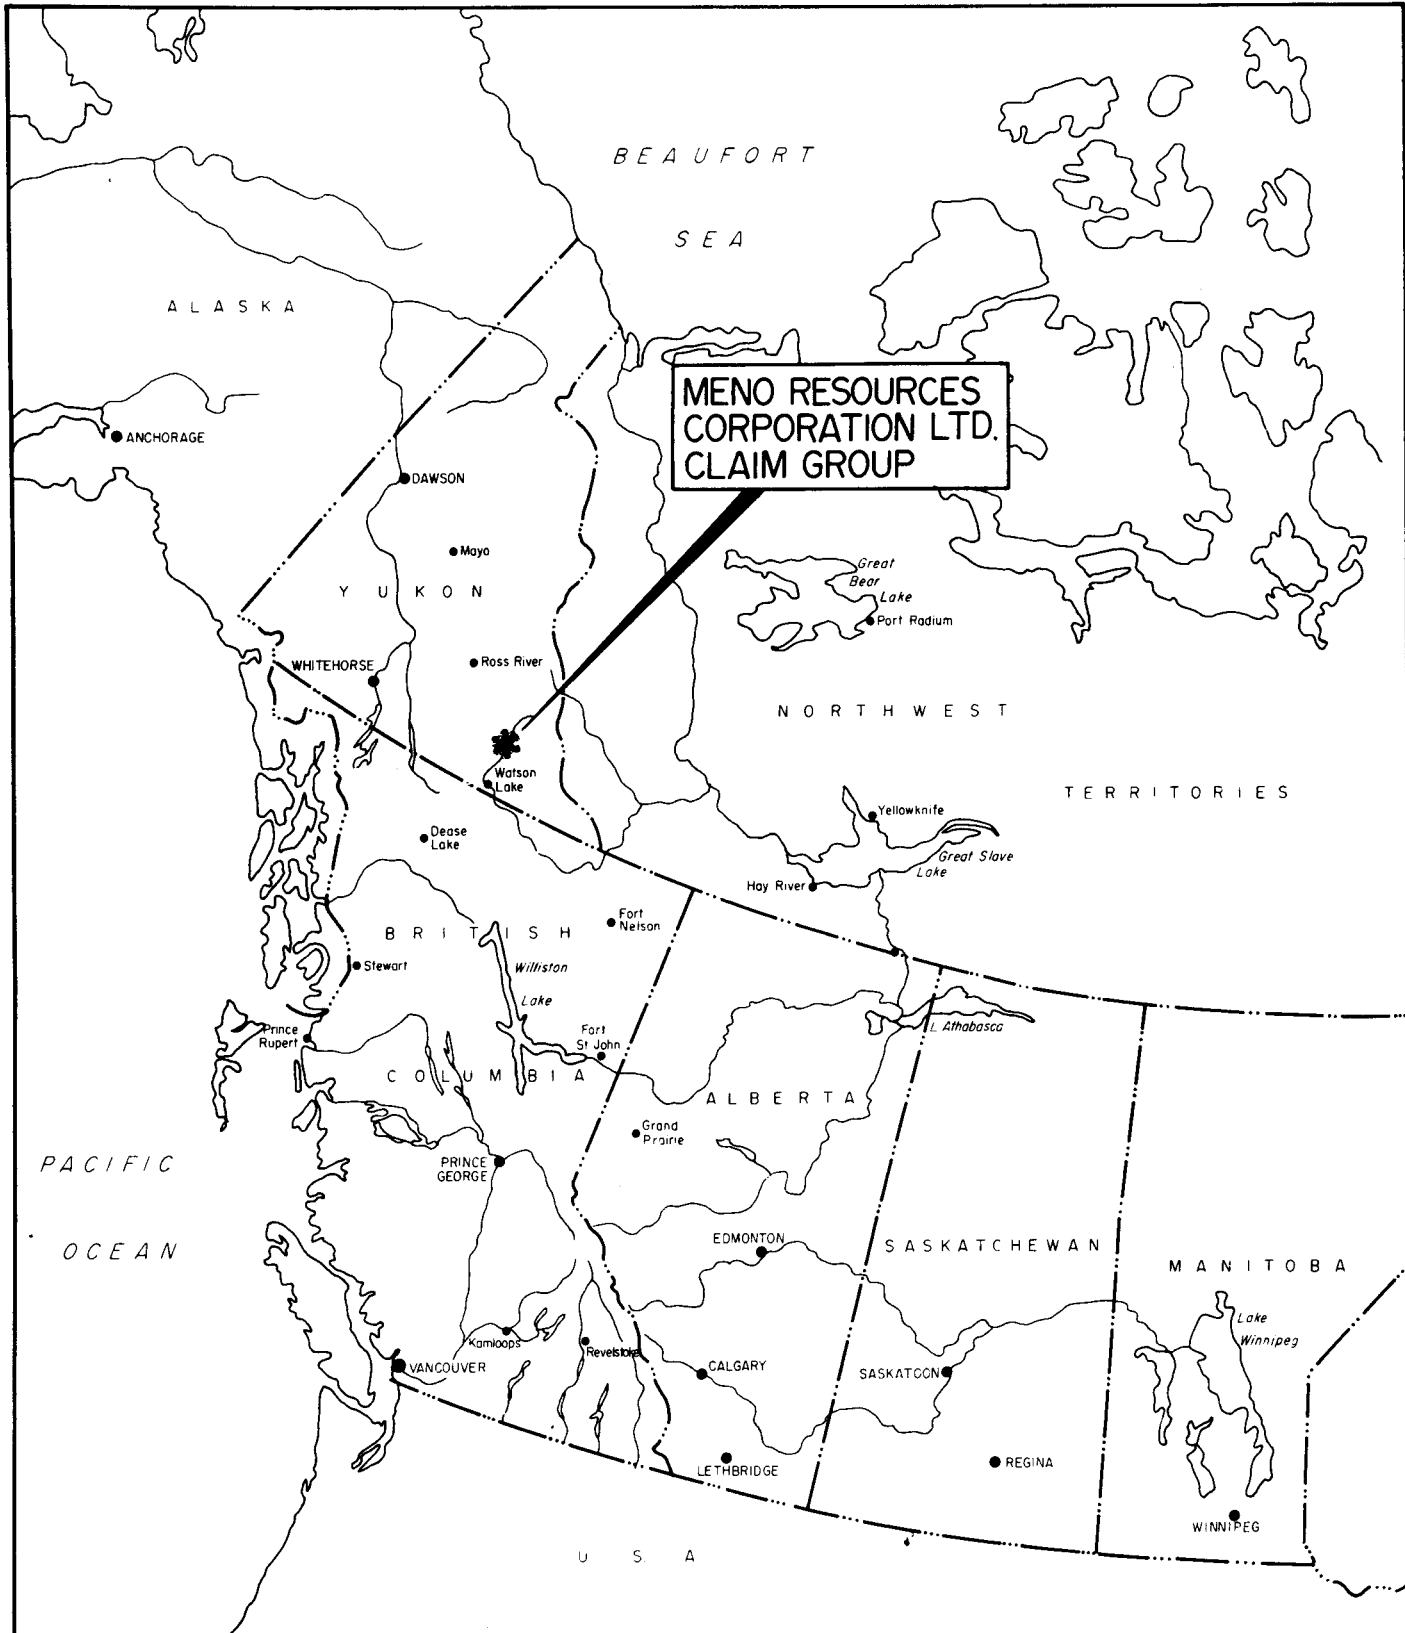 BEAUFORT
SEA
ALASKA
MENO RESOURCES
CORPORATION LTD.
CLAIM GROUP
ANCHORAGE
DAWSON
Mayo
YUKON
Great
Bear
Lake
Port Radium
WHITEHORSE
Ross River
NORTHWEST
TERRITORIES
Watson
Lake
Yellowknife
Dease
Lake
Great Slave
Lake
Hay River
Fort
Nelson
BRITISH
Stewart
Williston
Lake
Prince
Rupert
Fort
St John
L Athabasca
COLUMBIA
ALBERTA
Grand
Prairie
PACIFIC
OCEAN
PRINCE
GEORGE
EDMONTON
SASKATCHEWAN
MANITOBA
Lake
Winnipeg
Kamloops
Revelstoke
VANCOUVER
CALGARY
SASKATOON
LETHBRIDGE
REGINA
WINNIPEG
U S. A